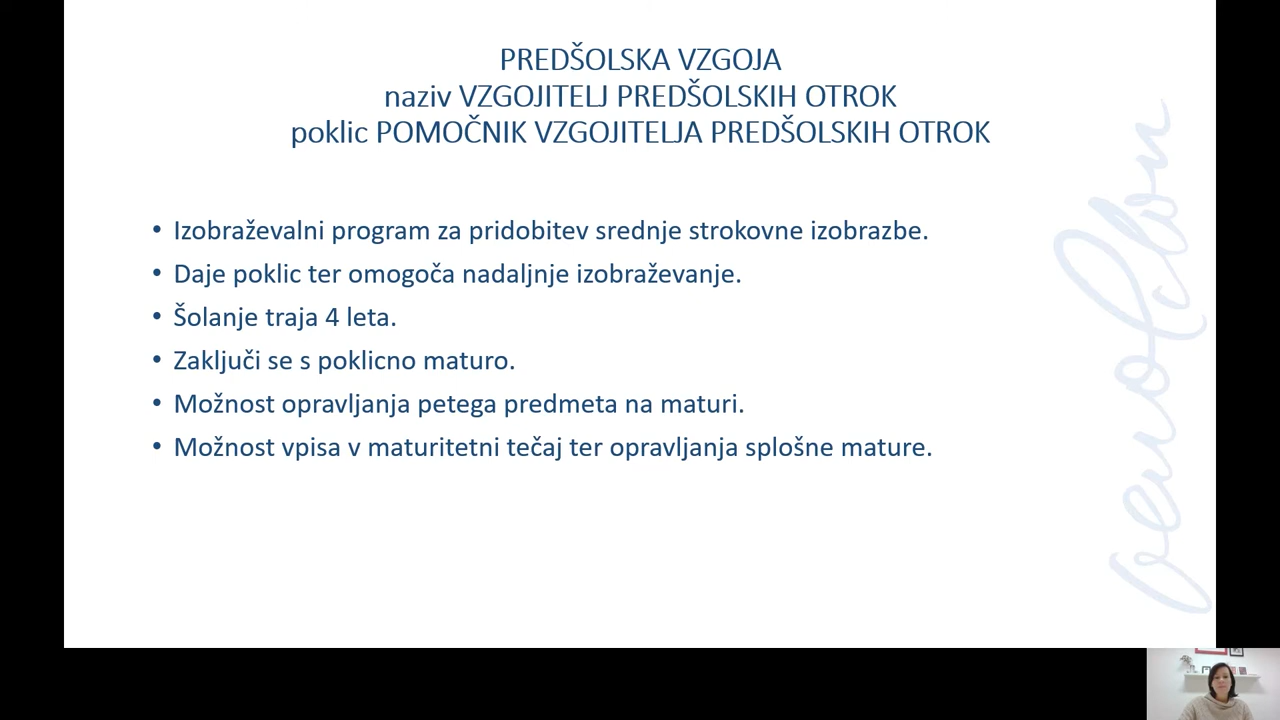 PREDŠOLSKA VZGOJA
naziv VZGOJITELJ PREDŠOLSKIH OTROK
poklic POMOČNIK VZGOJITELJA PREDŠOLSKIH OTROK
• Izobraževalni program za pridobitev srednje strokovne izobrazbe.
• Daje poklic ter omogoča nadaljnje izobraževanje.
• Šolanje traja 4 leta.
• Zaključi se s poklicno maturo.
• Možnost opravljanja petega predmeta na maturi.
• Možnost vpisa v maturitetni tečaj ter opravljanja splošne mature.